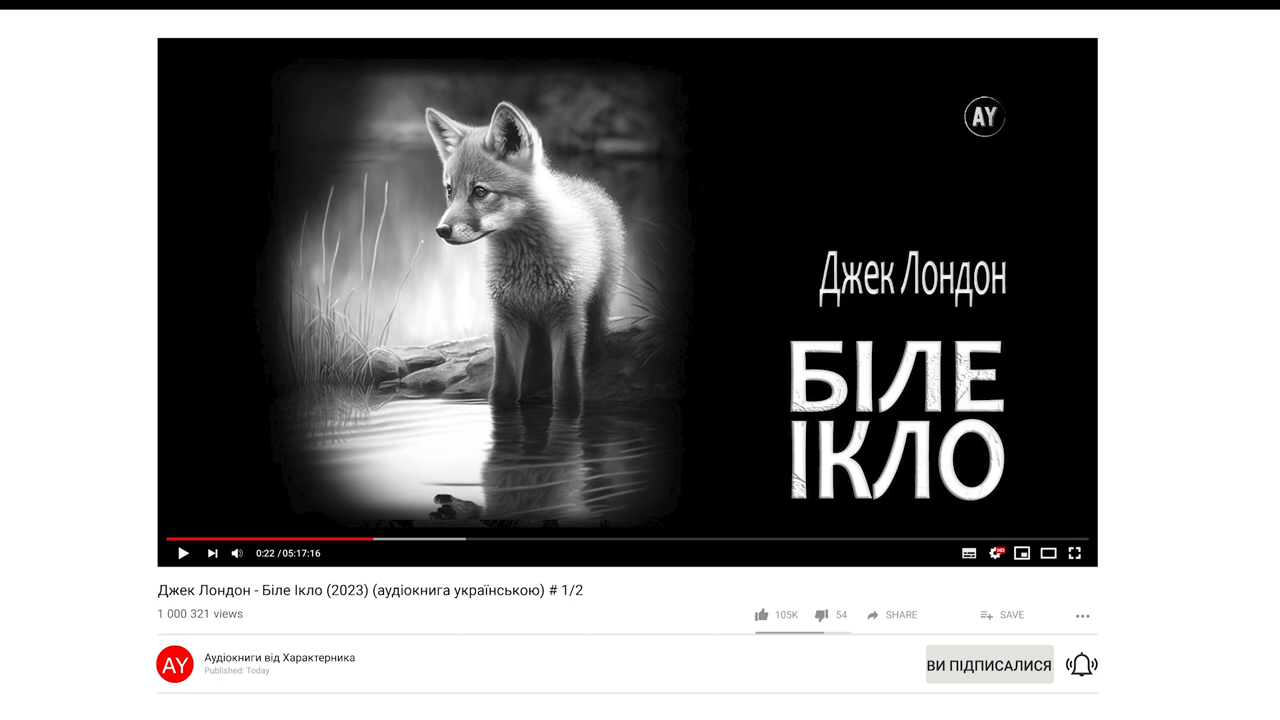 AY
Джек Лондон
БІЛЕ
ІКЛО
0:22 / 05:17:16
HD
Джек Лондон - Біле Ікло (2023) (аудіокнига українською) # 1/2
1 000 321 views
105K 54 SHARE SAVE
AY
Аудіокниги від Характерника
Published: Today
ВИ ПІДПИСАЛИСЯ